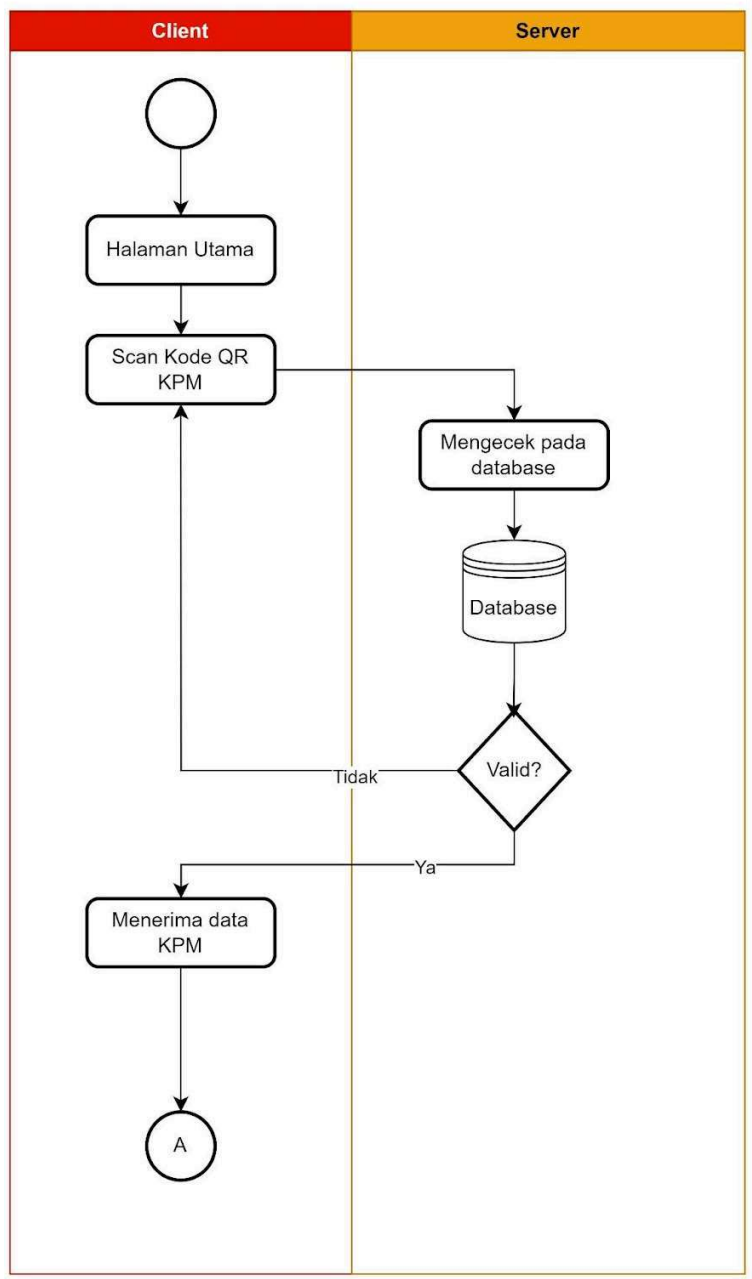 Client
Server
Halaman Utama
Scan Kode QR
KPM
Mengecek pada
database
Database
Valid?
Tidak
Ya
Menerima data
KPM
A